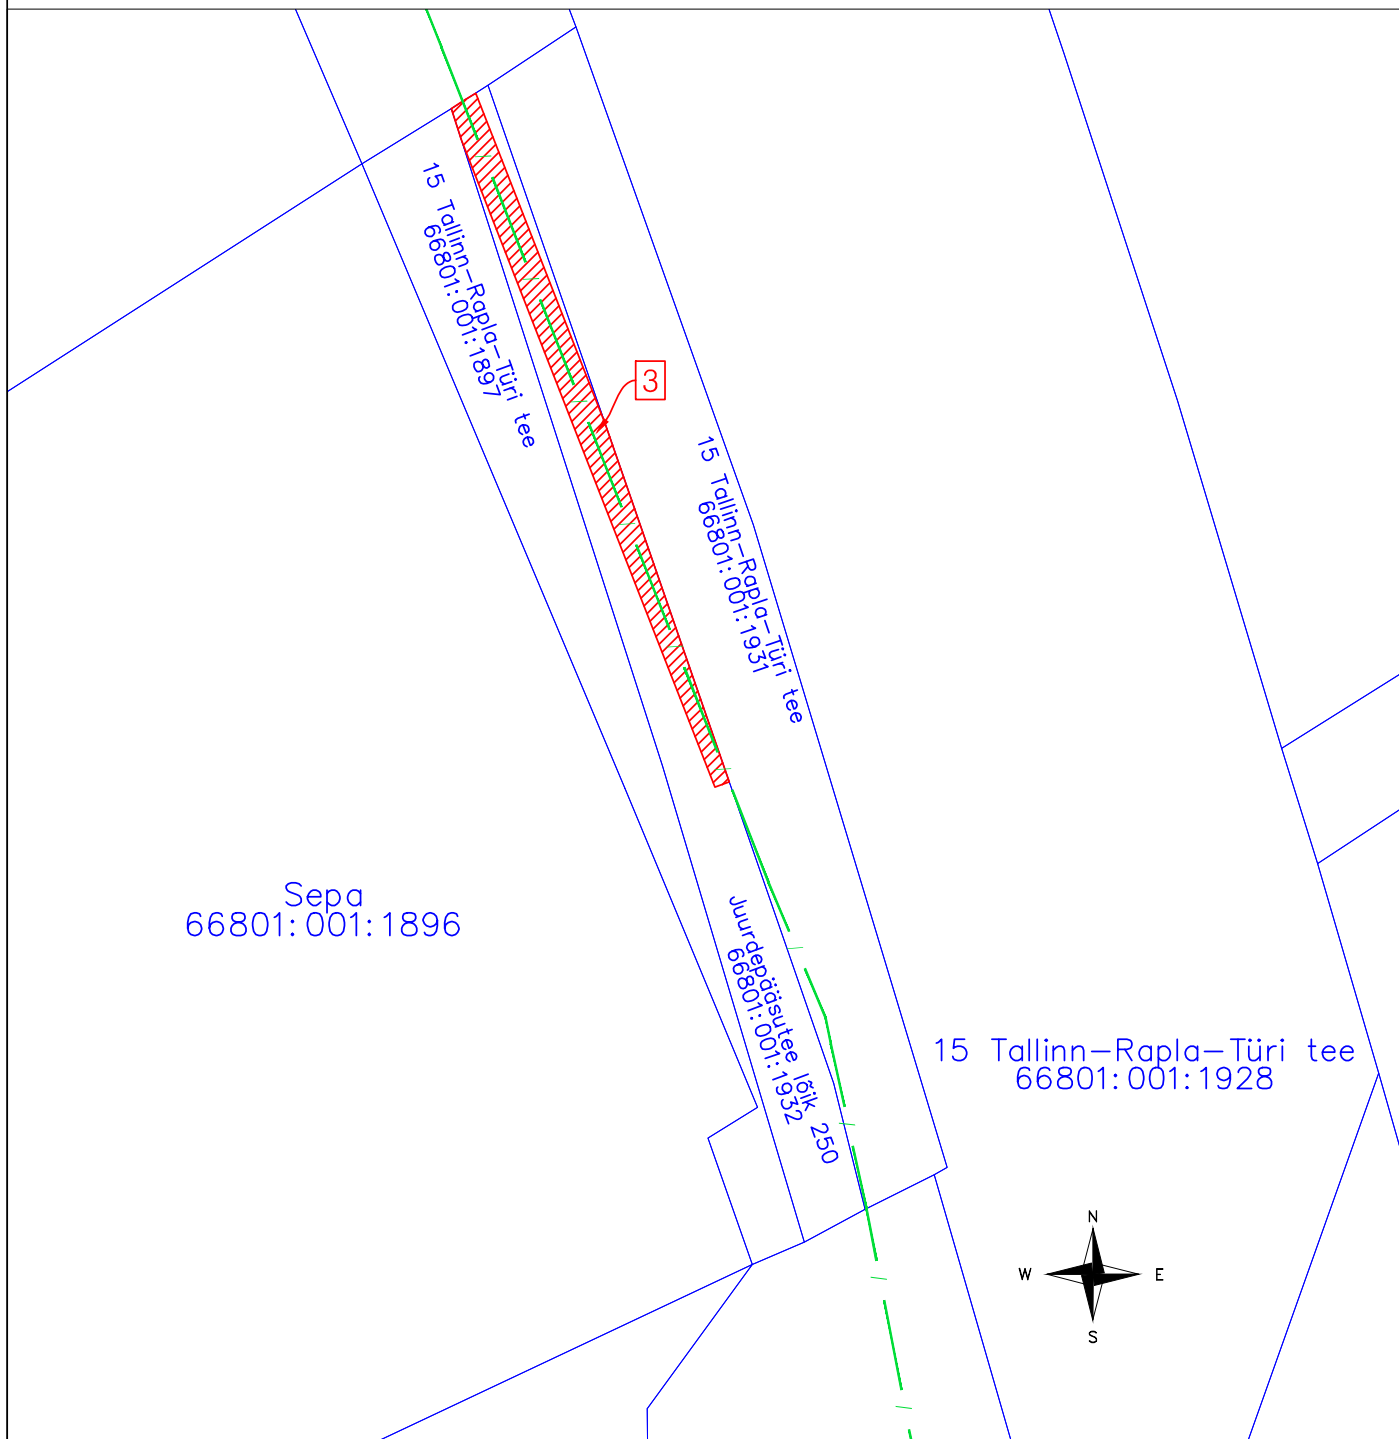 15 Tallinn-Rapla-Türi tee
66801:001:1897
3
15 Tallinn-Rapla-Türi tee
66801:001:1931
Sepa
66801:001:1896
Juurdepääsutee lõik 250
66801:001:1932
15 Tallinn-Rapla-Türi tee
66801:001:1928
N
W E
S